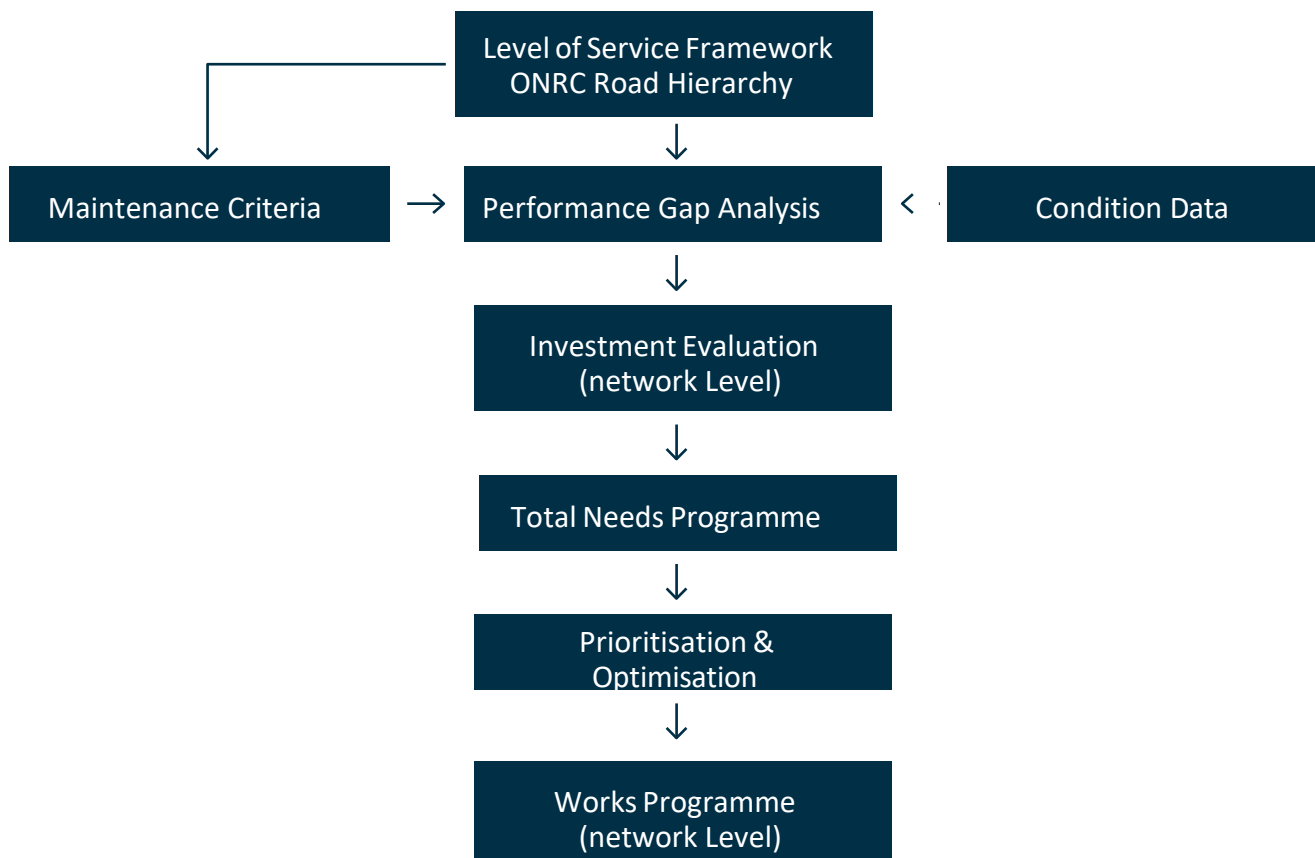 Level of Service Framework
ONRC Road Hierarchy
Maintenance Criteria
Performance Gap Analysis
Condition Data
Investment Evaluation
(network Level)
Total Needs Programme
Prioritisation &
Optimisation
Works Programme
(network Level)